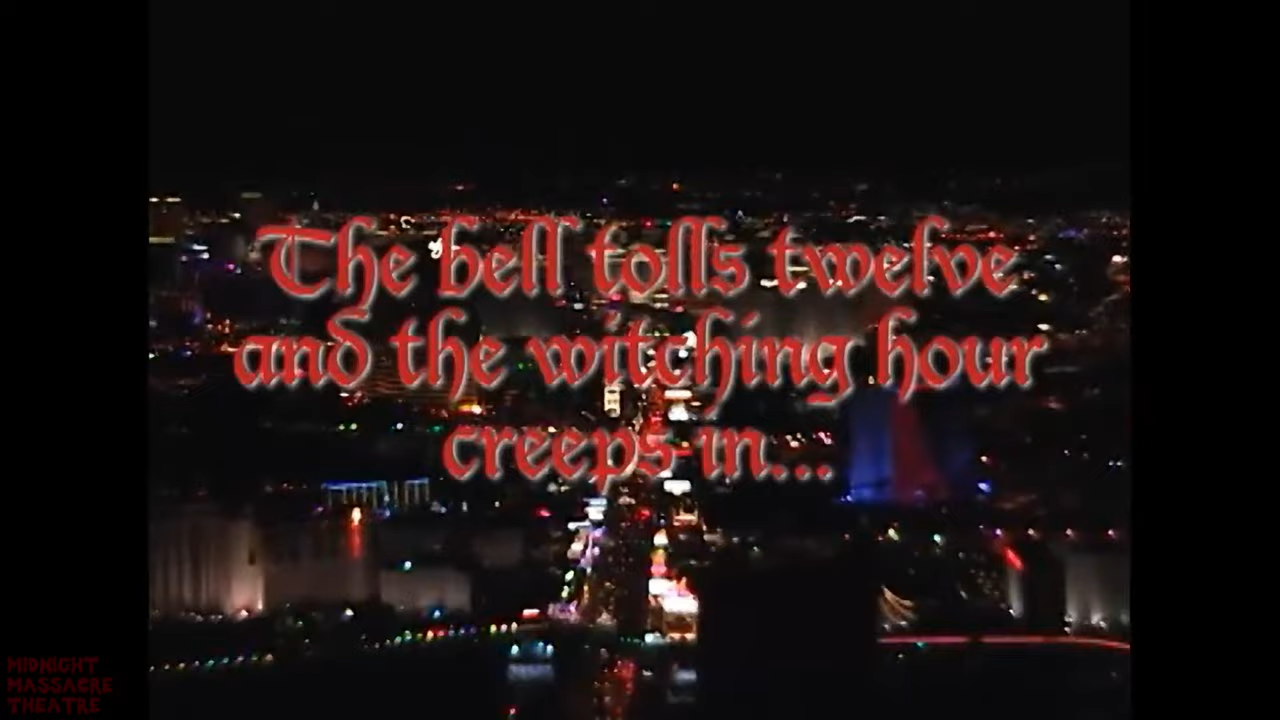 The bell tolls twelve
and the witching hour
creeps in...
MIDNIGHT
MASSACRE
THEATRE